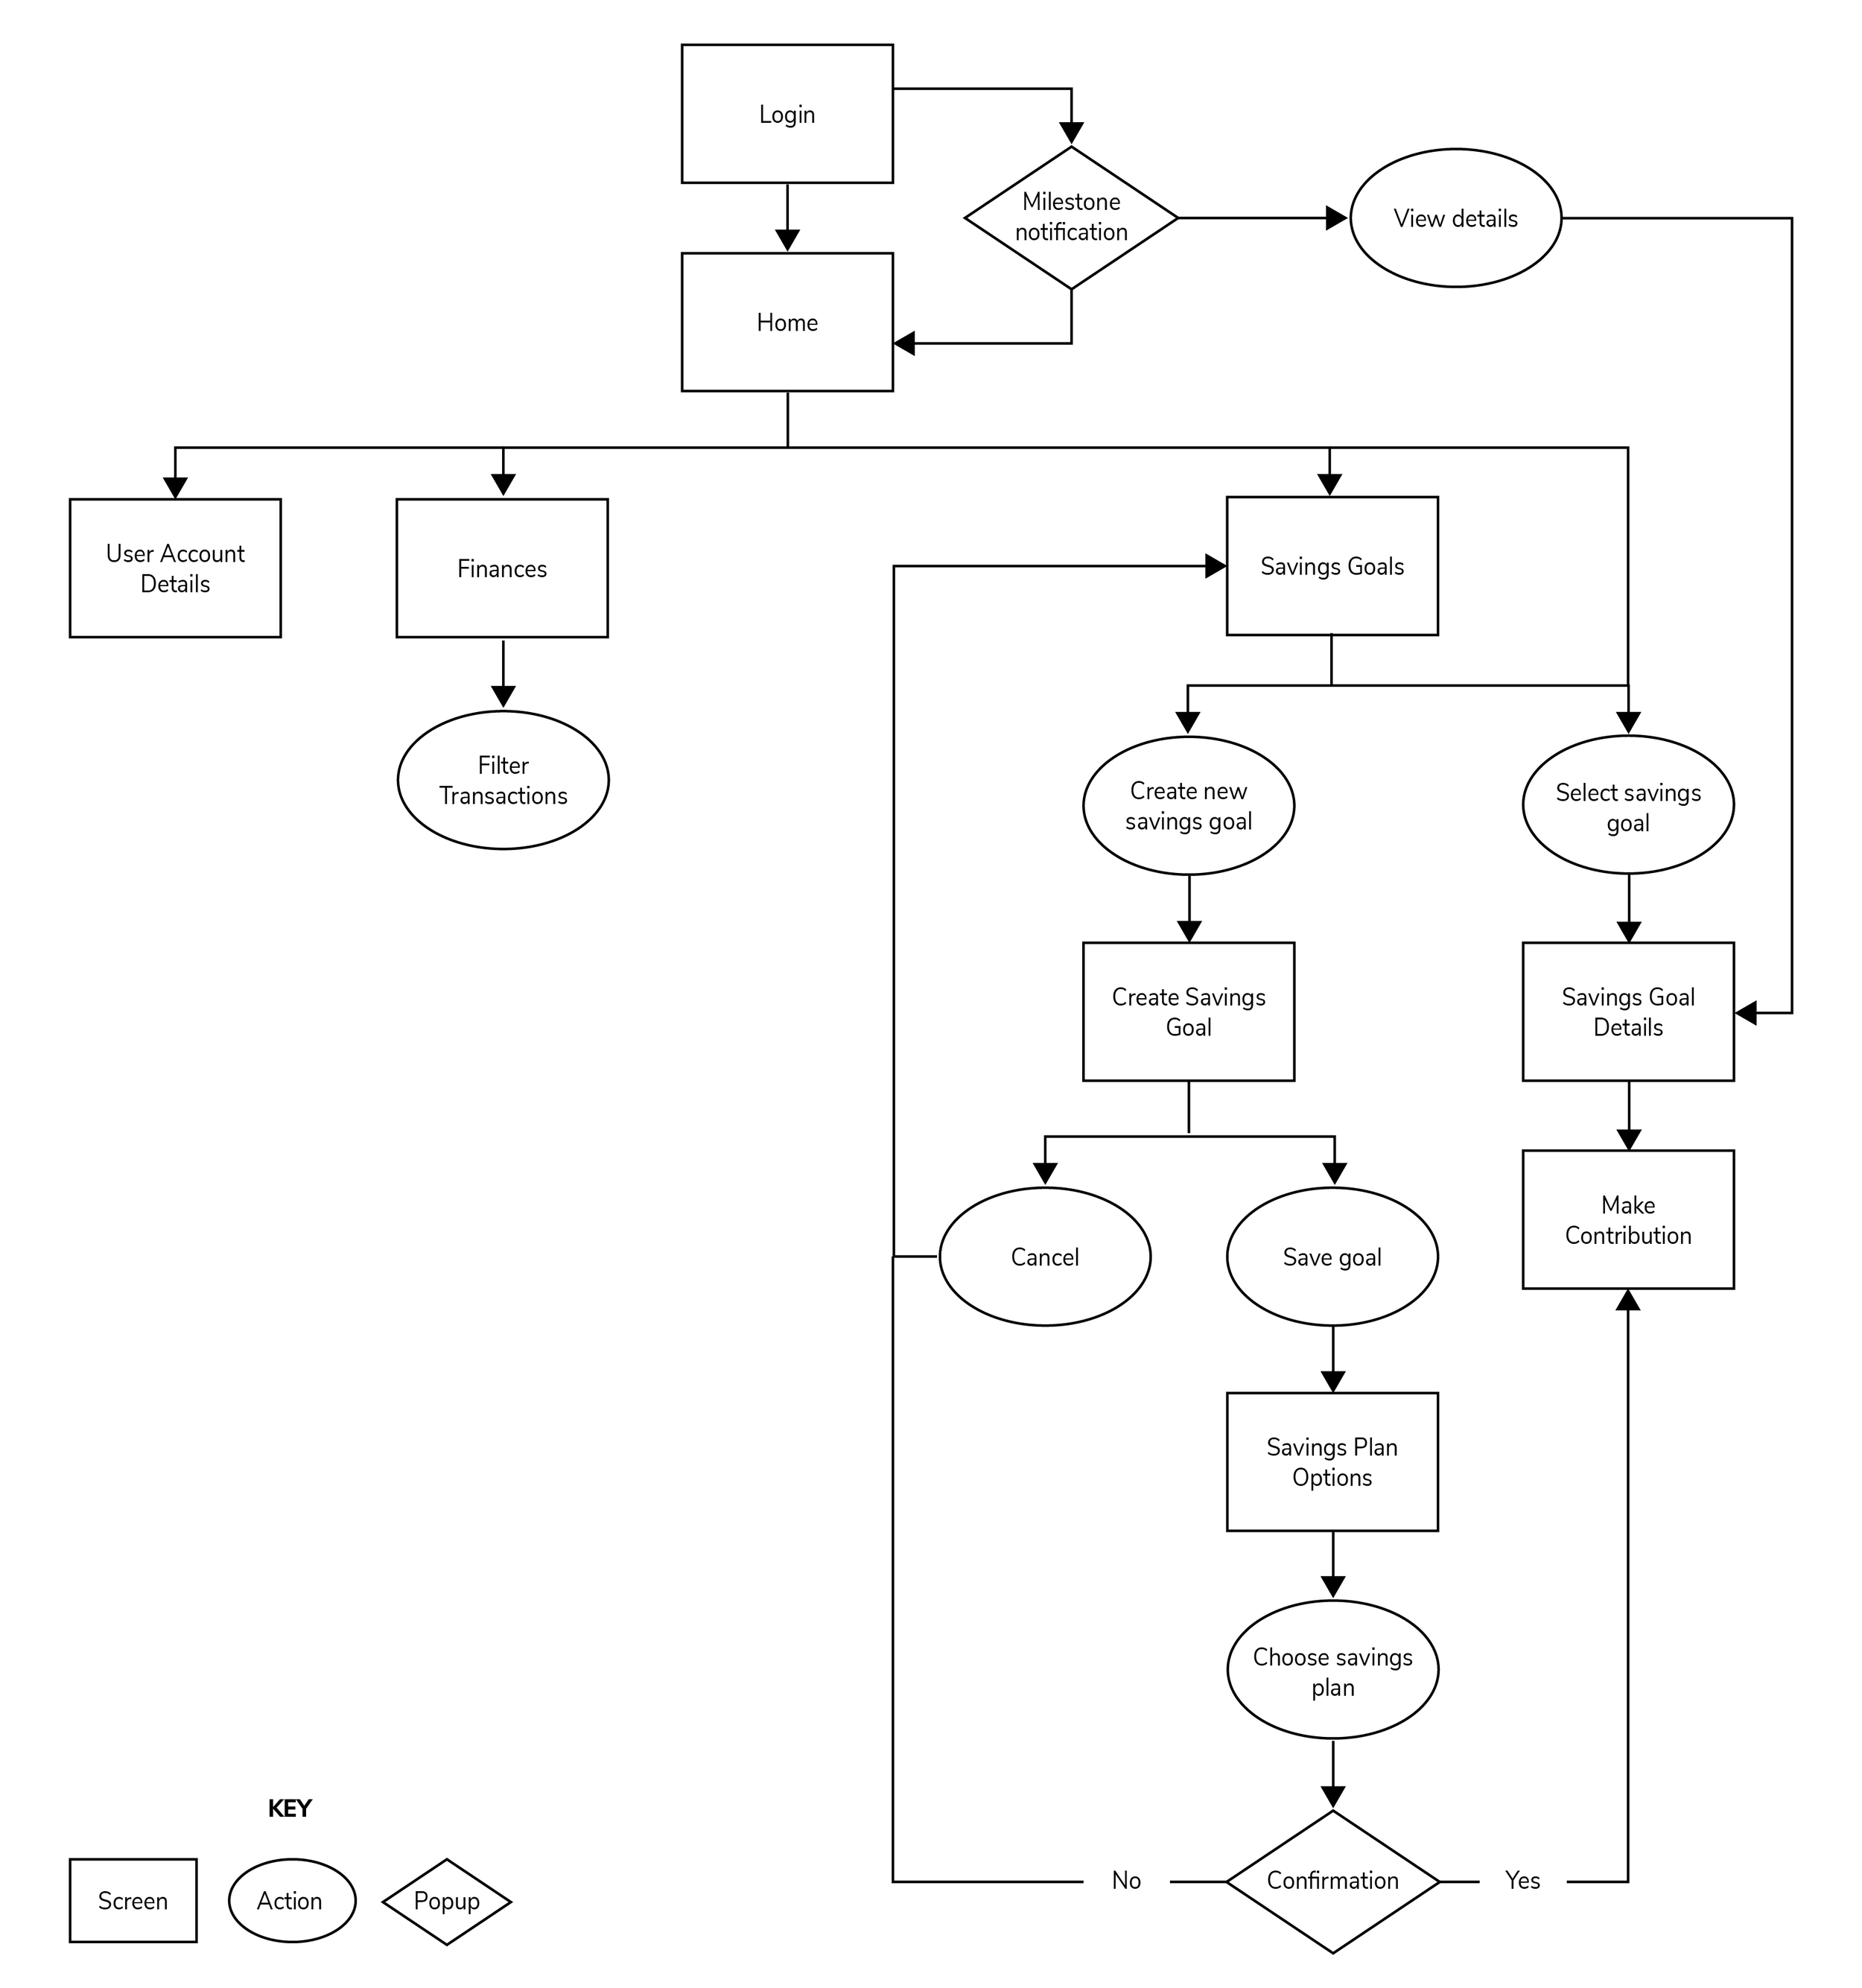 Login
Milestone
notification
View details
Home
User Account
Details
Finances
Savings Goals
Filter
Transactions
Create new
savings goal
Select savings
goal
Create Savings
Goal
Savings Goal
Details
Cancel
Save goal
Make
Contribution
Savings Plan
Options
Choose savings
plan
No
Confirmation
Yes
KEY
Screen
Action
Popup